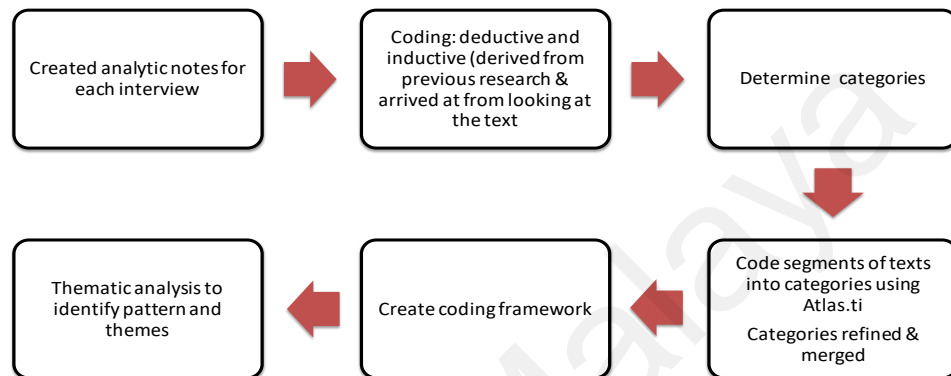 Created analytic notes for
each interview
Coding: deductive and
inductive (derived from
previous research &
arrived at from looking at
the text
Determine categories
Code segments of texts
into categories using
Atlas.ti
Categories refined &
merged
Create coding framework
Thematic analysis to
identify pattern and
themes
Malaya